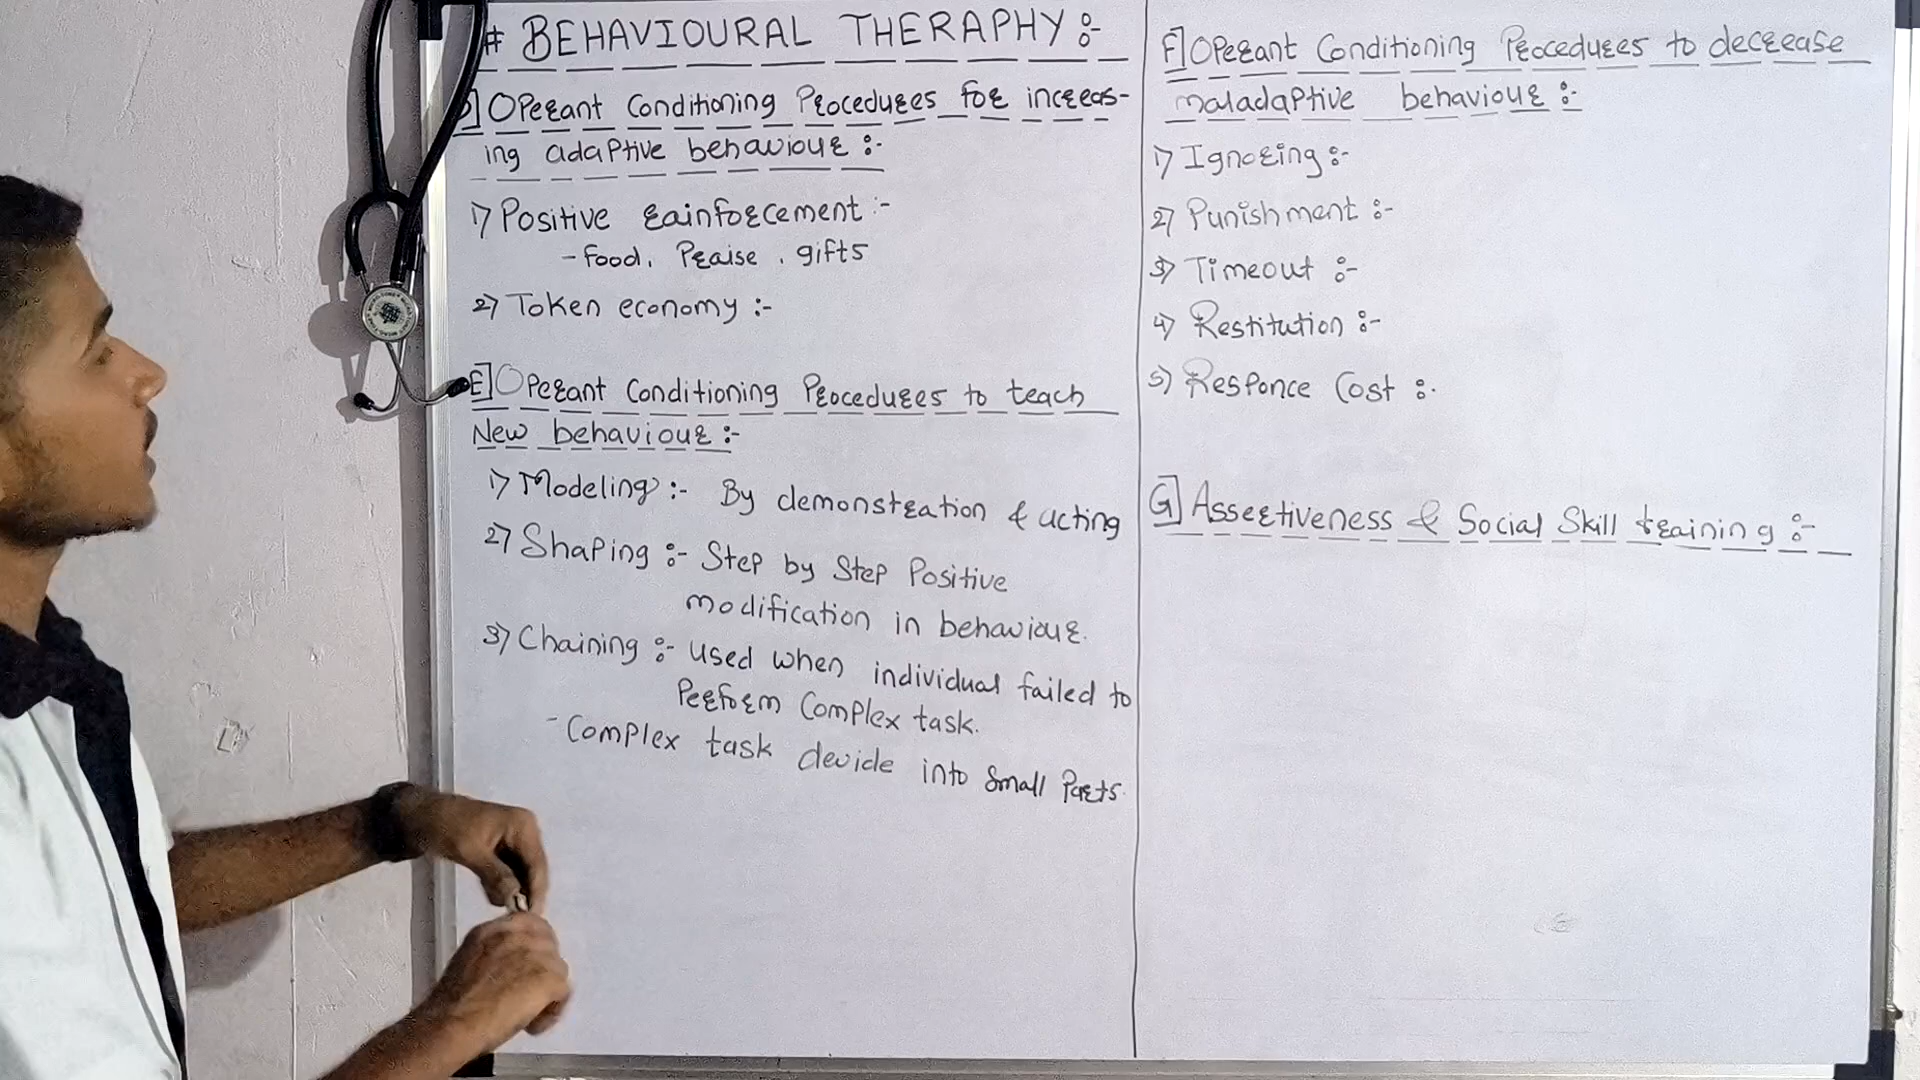 # BEHAVIOURAL THERAPHY :-
D] Operant Conditioning Procedures for increas-
ing adaptive behaviour :-
1) Positive rainforcement :-
- food, Praise, gifts
2) Token economy :-
E] Operant Conditioning Procedures to teach
New behaviour :-
1) Modeling :- By demonstration & acting
2) Shaping :- Step by Step Positive
modification in behaviour.
3) Chaining :- used when individual failed to
Perform Complex task.
- Complex task devide into Small Parts.
F] Operant Conditioning Procedures to decrease
maladaptive behaviour :-
1) Ignoring :-
2) Punishment :-
3) Timeout :-
4) Restitution :-
5) Responce Cost :-
G] Assertiveness & Social Skill training :-